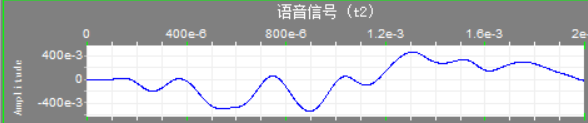 语音信号（t2）
0 400e-6 800e-6 1.2e-3 1.6e-3 2e-
400e-3
0
-400e-3
Amplitude